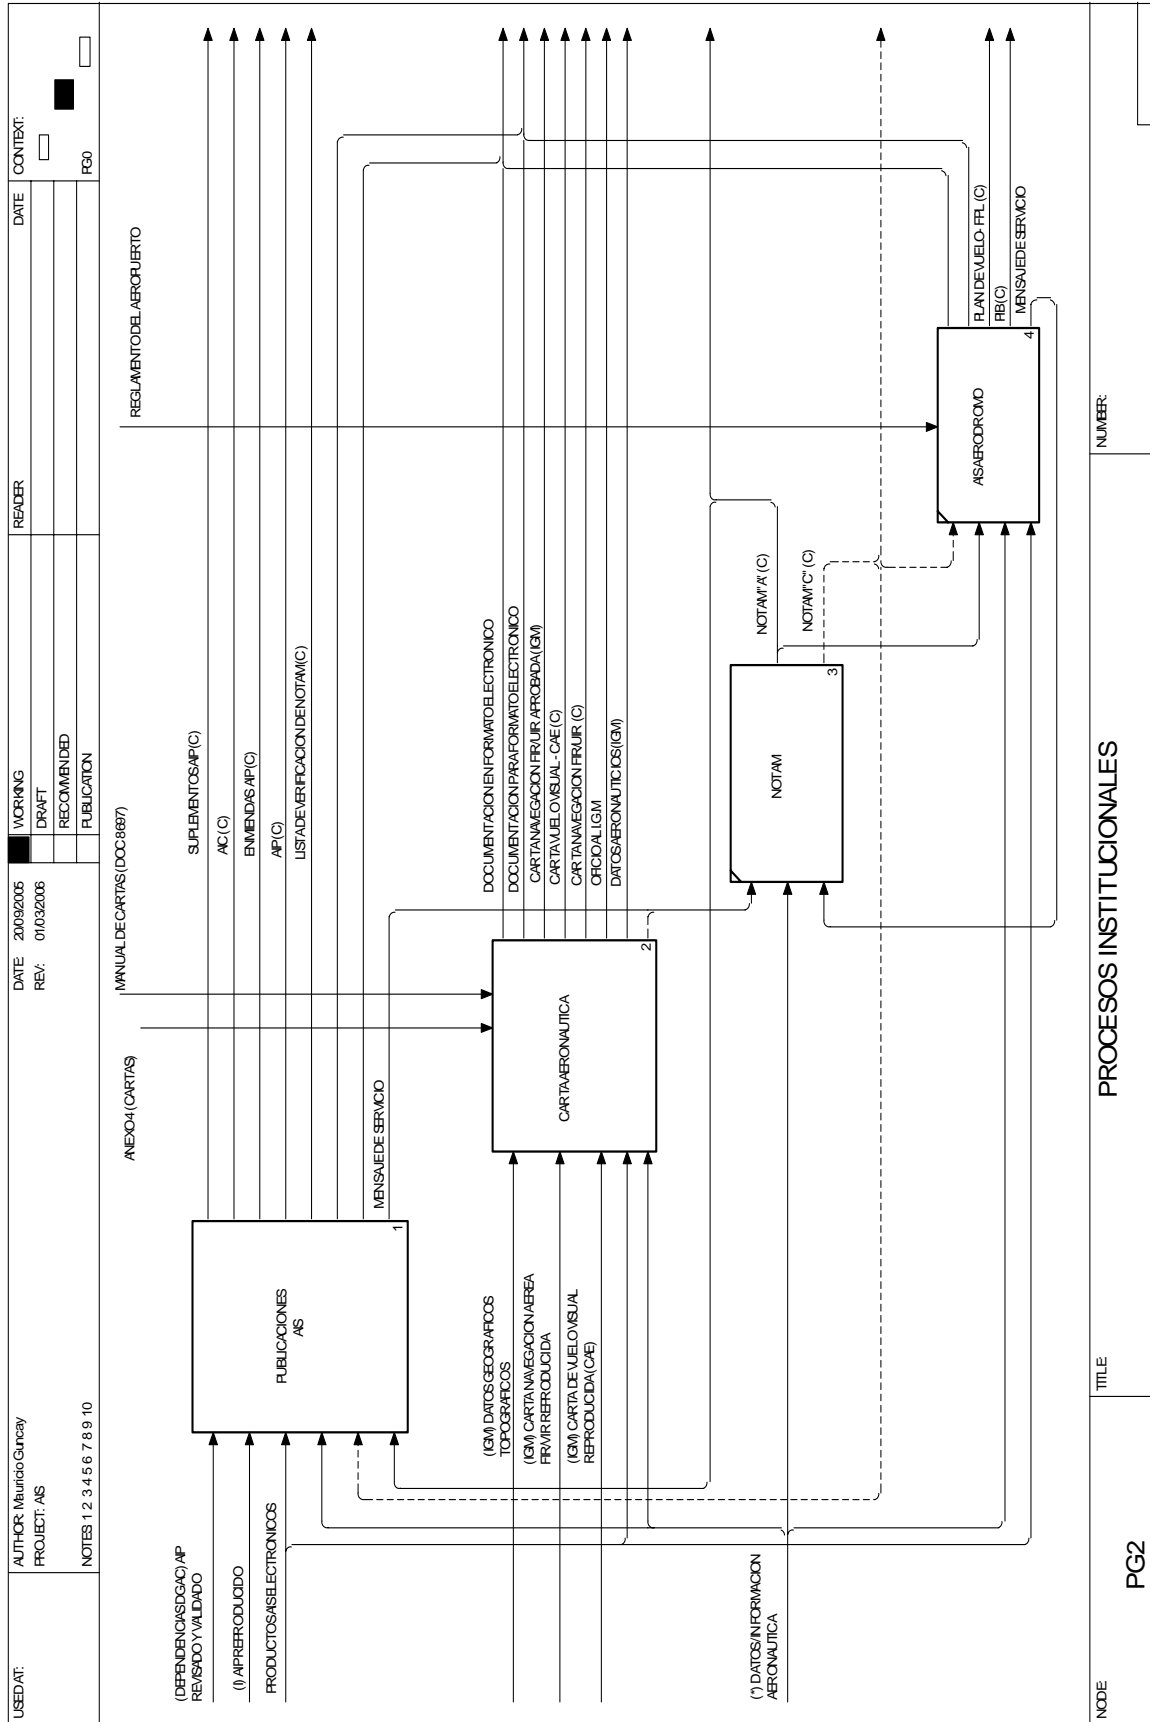 USED AT:
AUTHOR: Mauricio Guncay
PROJECT: AIS
NOTES: 1 2 3 4 5 6 7 8 9 10
DATE: 20/09/2005
REV: 01/03/2006
WORKING
DRAFT
RECOMMENDED
PUBLICATION
READER
DATE
CONTEXT:
PG0
MANUAL DE CARTAS (DOC 8697)
ANEXO 4 (CARTAS)
REGLAMENTO DEL AEROPUERTO
(DEPENDENCIAS DGAC) AIP
REVISADO Y VALIDADO
(I) AIP REPRODUCIDO
PRODUCTOS AIS ELECTRONICOS
PUBLICACIONES
AIS
1
SUPLEMENTOS AIP (C)
AIC (C)
ENMIENDAS AIP (C)
AIP (C)
LISTA DE VERIFICACION DE NOTAM (C)
MENSAJE DE SERVICIO
(IGM) DATOS GEOGRAFICOS
TOPOGRAFICOS
(IGM) CARTA NAVEGACION AEREA
FIR/VIR REPRODUCIDA
(IGM) CARTA DE VUELO VISUAL
REPRODUCIDA (CAE)
CARTA AERONAUTICA
2
DOCUMENTACION EN FORMATO ELECTRONICO
DOCUMENTACION PARA FORMATO ELECTRONICO
CARTA NAVEGACION FIR/UIR APROBADA (IGM)
CARTA VUELO VISUAL - CAE (C)
CARTA NAVEGACION FIR/UIR (C)
OFICIO AL I.G.M
DATOS AERONAUTICOS (IGM)
(*) DATOS/INFORMACION
AERONAUTICA
NOTAM
3
NOTAM "A" (C)
NOTAM "C" (C)
AIS AERODROMO
4
PLAN DE VUELO - FPL (C)
PIB (C)
MENSAJE DE SERVICIO
NODE:
PG2
TITLE:
PROCESOS INSTITUCIONALES
NUMBER: